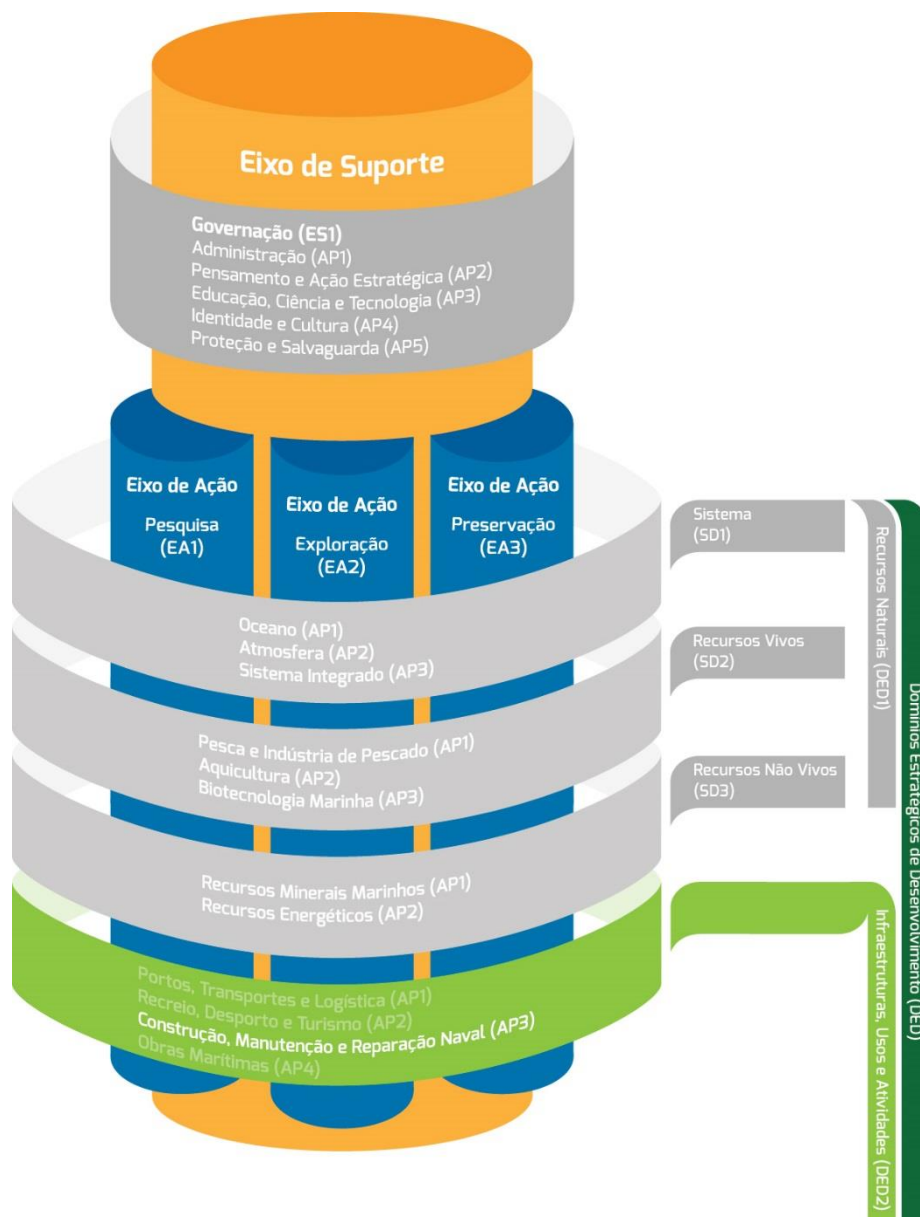 Eixo de Suporte
Governação (ES1)
Administração (AP1)
Pensamento e Ação Estratégica (AP2)
Educação, Ciência e Tecnologia (AP3)
Identidade e Cultura (AP4)
Proteção e Salvaguarda (AP5)
Eixo de Ação
Pesquisa
(EA1)
Eixo de Ação
Exploração
(EA2)
Eixo de Ação
Preservação
(EA3)
Oceano (AP1)
Atmosfera (AP2)
Sistema Integrado (AP3)
Pesca e Indústria de Pescado (AP1)
Aquicultura (AP2)
Biotecnologia Marinha (AP3)
Recursos Minerais Marinhos (AP1)
Recursos Energéticos (AP2)
Portos, Transportes e Logística (AP1)
Recreio, Desporto e Turismo (AP2)
Construção, Manutenção e Reparação Naval (AP3)
Obras Marítimas (AP4)
Sistema
(SD1)
Recursos Vivos
(SD2)
Recursos Não Vivos
(SD3)
Recursos Naturais (DED1)
Infraestruturas, Usos e Atividades (DED2)
Domínios Estratégicos de Desenvolvimento (DED)